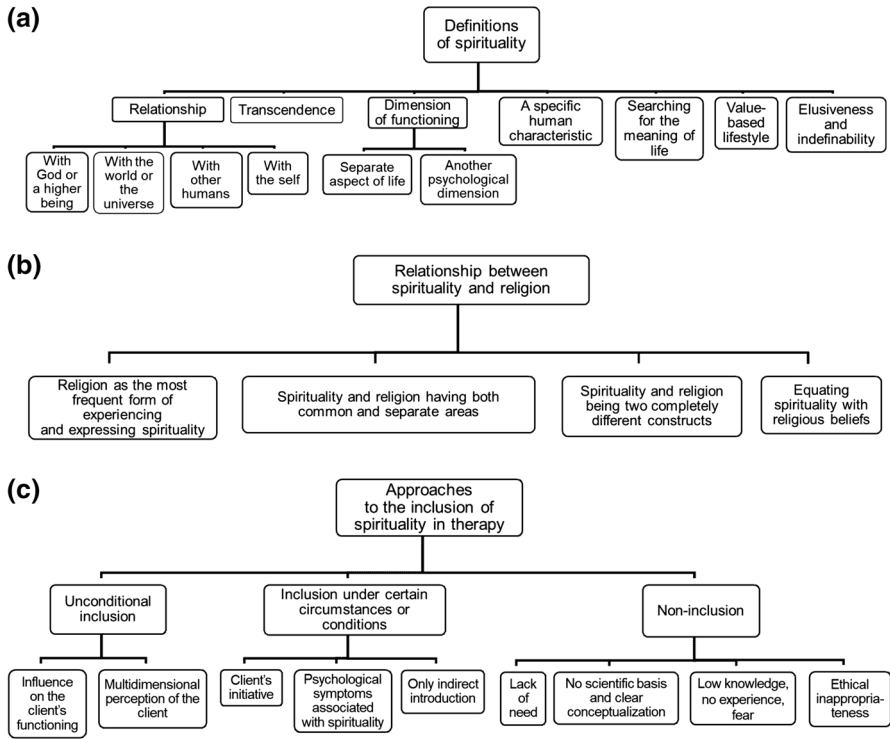 (a)
Definitions
of spirituality
Relationship
Transcendence
Dimension
of functioning
A specific
human
characteristic
Searching
for the
meaning of
life
Value-
based
lifestyle
Elusiveness
and
indefinability
With
God or
a higher
being
With the
world or
the
universe
With
other
humans
With
the self
Separate
aspect of life
Another
psychological
dimension
(b)
Relationship between
spirituality and religion
Religion as the most
frequent form of
experiencing
and expressing spirituality
Spirituality and religion having both
common and separate areas
Spirituality and religion
being two completely
different constructs
Equating
spirituality with
religious beliefs
(c)
Approaches
to the inclusion of
spirituality in therapy
Unconditional
inclusion
Inclusion under certain
circumstances or
conditions
Non-inclusion
Influence
on the
client's
functioning
Multidimensional
perception of the
client
Client's
initiative
Psychological
symptoms
associated
with spirituality
Only indirect
introduction
Lack
of
need
No scientific basis
and clear
conceptualization
Low knowledge,
no experience,
fear
Ethical
inappropria-
teness